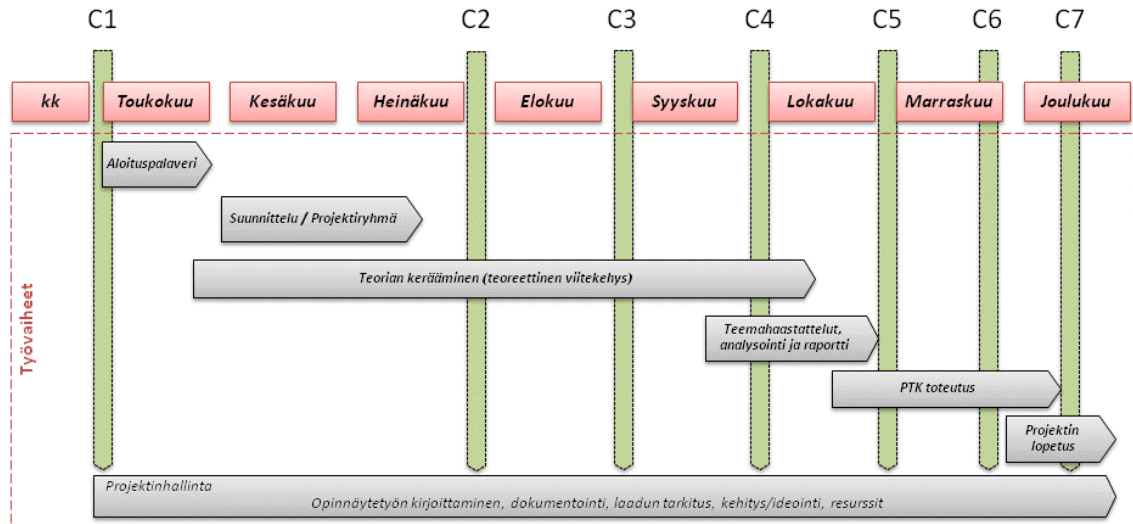 C1 C2 C3 C4 C5 C6 C7
kk Toukokuu Kesäkuu Heinäkuu Elokuu Syyskuu Lokakuu Marraskuu Joulukuu
Työvaiheet
Aloituspalaveri
Suunnittelu / Projektiryhmä
Teorian kerääminen (teoreettinen viitekehys)
Teemahaastattelut,
analysointi ja raportti
PTK toteutus
Projektin
lopetus
Projektinhallinta
Opinnäytetyön kirjoittaminen, dokumentointi, laadun tarkitus, kehitys/ideointi, resurssit